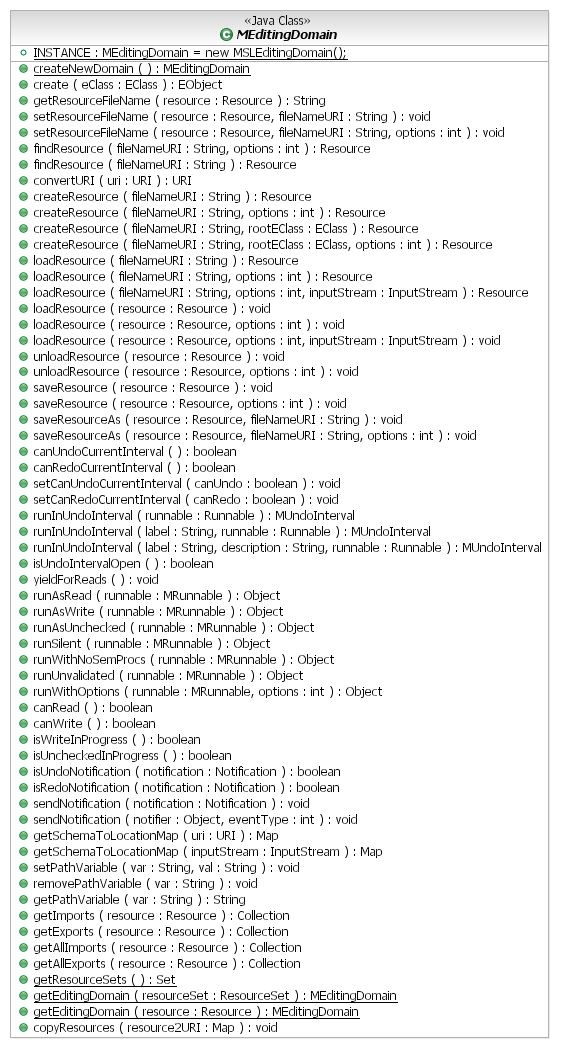 «Java Class»
MEditingDomain
INSTANCE : MEditingDomain = new MSLEditingDomain();
createNewDomain ( ) : MEditingDomain
create ( eClass : EClass ) : EObject
getResourceFileName ( resource : Resource ) : String
setResourceFileName ( resource : Resource, fileNameURI : String ) : void
setResourceFileName ( resource : Resource, fileNameURI : String, options : int ) : void
findResource ( fileNameURI : String, options : int ) : Resource
findResource ( fileNameURI : String ) : Resource
convertURI ( uri : URI ) : URI
createResource ( fileNameURI : String ) : Resource
createResource ( fileNameURI : String, options : int ) : Resource
createResource ( fileNameURI : String, rootEClass : EClass ) : Resource
createResource ( fileNameURI : String, rootEClass : EClass, options : int ) : Resource
loadResource ( fileNameURI : String ) : Resource
loadResource ( fileNameURI : String, options : int ) : Resource
loadResource ( fileNameURI : String, options : int, inputStream : InputStream ) : Resource
loadResource ( resource : Resource ) : void
loadResource ( resource : Resource, options : int ) : void
loadResource ( resource : Resource, options : int, inputStream : InputStream ) : void
unloadResource ( resource : Resource ) : void
unloadResource ( resource : Resource, options : int ) : void
saveResource ( resource : Resource ) : void
saveResource ( resource : Resource, options : int ) : void
saveResourceAs ( resource : Resource, fileNameURI : String ) : void
saveResourceAs ( resource : Resource, fileNameURI : String, options : int ) : void
canUndoCurrentInterval ( ) : boolean
canRedoCurrentInterval ( ) : boolean
setCanUndoCurrentInterval ( canUndo : boolean ) : void
setCanRedoCurrentInterval ( canRedo : boolean ) : void
runInUndoInterval ( runnable : Runnable ) : MUndoInterval
runInUndoInterval ( label : String, runnable : Runnable ) : MUndoInterval
runInUndoInterval ( label : String, description : String, runnable : Runnable ) : MUndoInterval
isUndoIntervalOpen ( ) : boolean
yieldForReads ( ) : void
runAsRead ( runnable : MRunnable ) : Object
runAsWrite ( runnable : MRunnable ) : Object
runAsUnchecked ( runnable : MRunnable ) : Object
runSilent ( runnable : MRunnable ) : Object
runWithNoSemProcs ( runnable : MRunnable ) : Object
runUnvalidated ( runnable : MRunnable ) : Object
runWithOptions ( runnable : MRunnable, options : int ) : Object
canRead ( ) : boolean
canWrite ( ) : boolean
isWriteInProgress ( ) : boolean
isUncheckedInProgress ( ) : boolean
isUndoNotification ( notification : Notification ) : boolean
isRedoNotification ( notification : Notification ) : boolean
sendNotification ( notification : Notification ) : void
sendNotification ( notifier : Object, eventType : int ) : void
getSchemaToLocationMap ( uri : URI ) : Map
getSchemaToLocationMap ( inputStream : InputStream ) : Map
setPathVariable ( var : String, val : String ) : void
removePathVariable ( var : String ) : void
getPathVariable ( var : String ) : String
getImports ( resource : Resource ) : Collection
getExports ( resource : Resource ) : Collection
getAllImports ( resource : Resource ) : Collection
getAllExports ( resource : Resource ) : Collection
getResourceSets ( ) : Set
getEditingDomain ( resourceSet : ResourceSet ) : MEditingDomain
getEditingDomain ( resource : Resource ) : MEditingDomain
copyResources ( resource2URI : Map ) : void